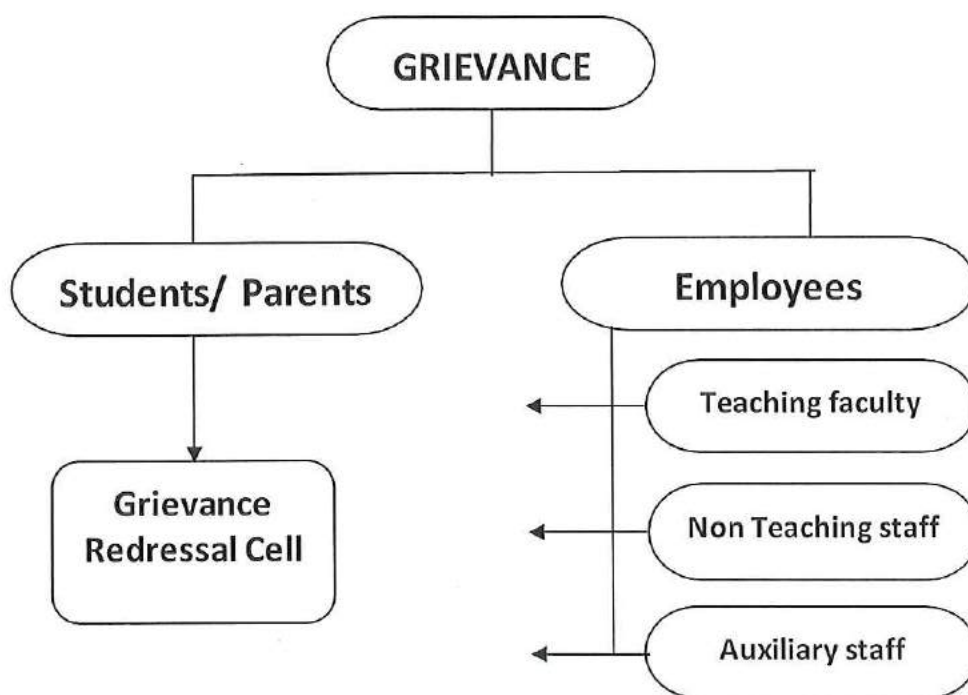 GRIEVANCE
Students/ Parents
Employees
Teaching faculty
Grievance
Redressal Cell
Non Teaching staff
Auxiliary staff